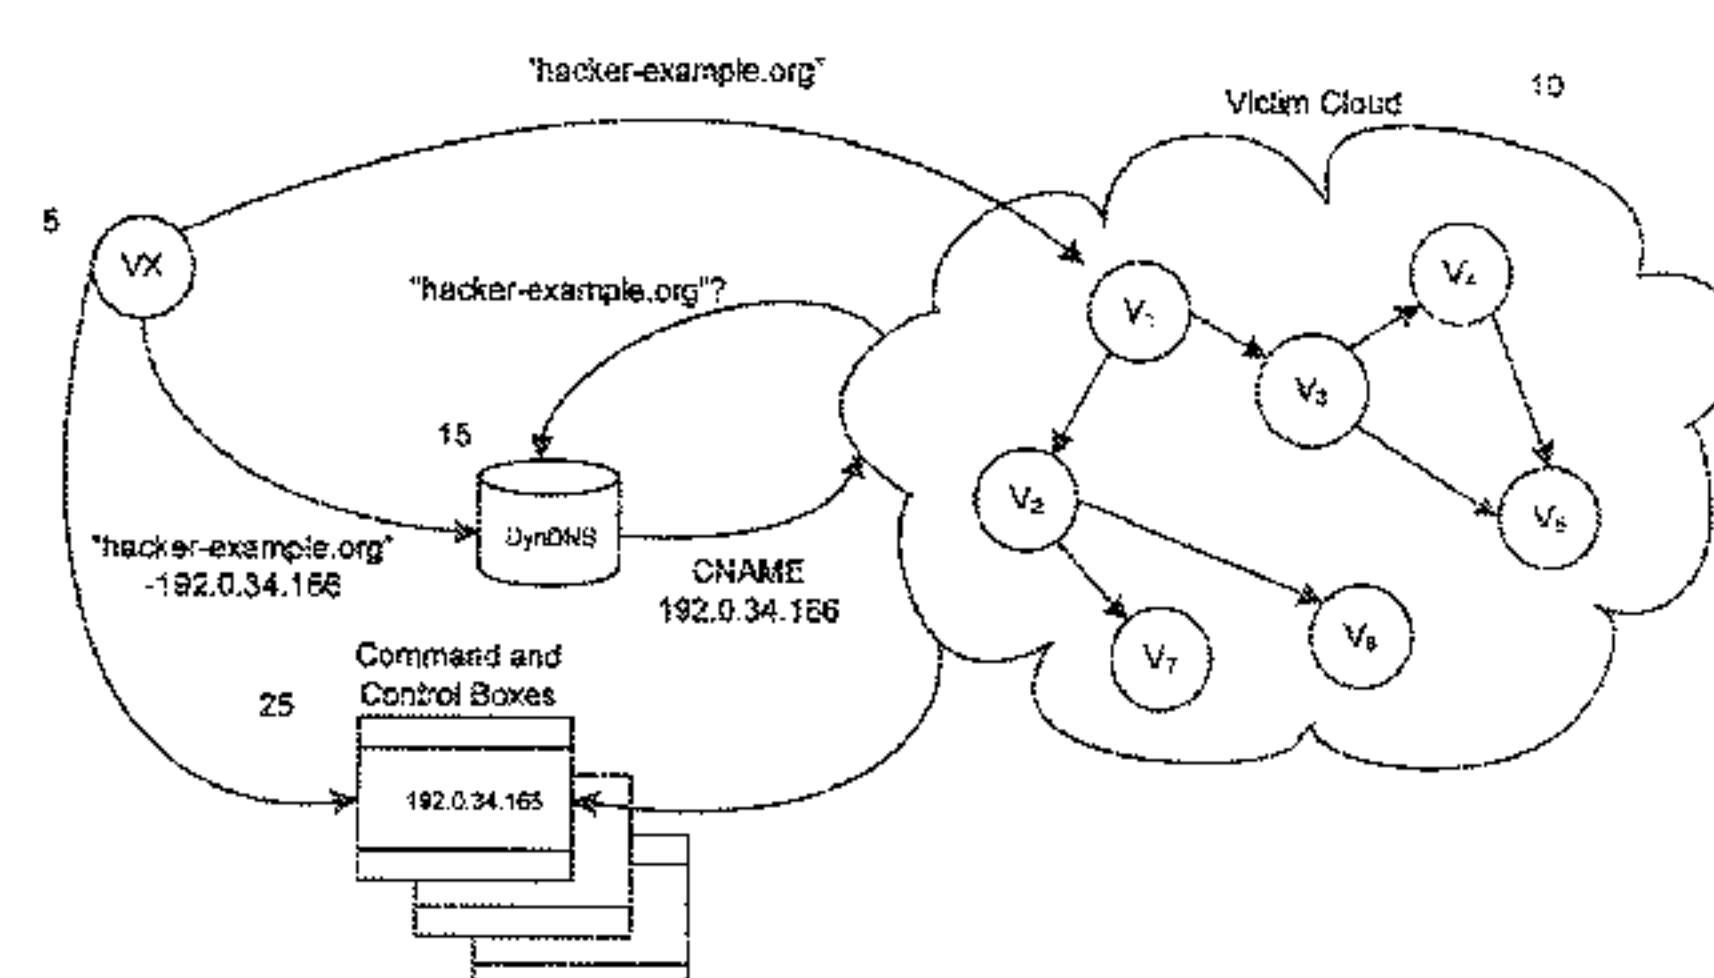 "hacker-example.org"
Victim Cloud
10
5
VX
"hacker-example.org"?
V₁
V₄
V₃
15
V₂
V₅
DynDNS
"hacker-example.org"
-192.0.34.166
CNAME
192.0.34.166
V₇
V₆
Command and
Control Boxes
25
192.0.34.166